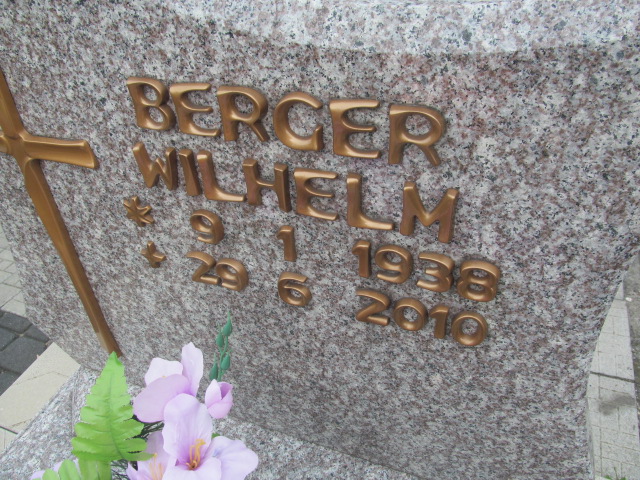 BERGER
WILHELM
* 9 1 1938
✝ 29 6 2010